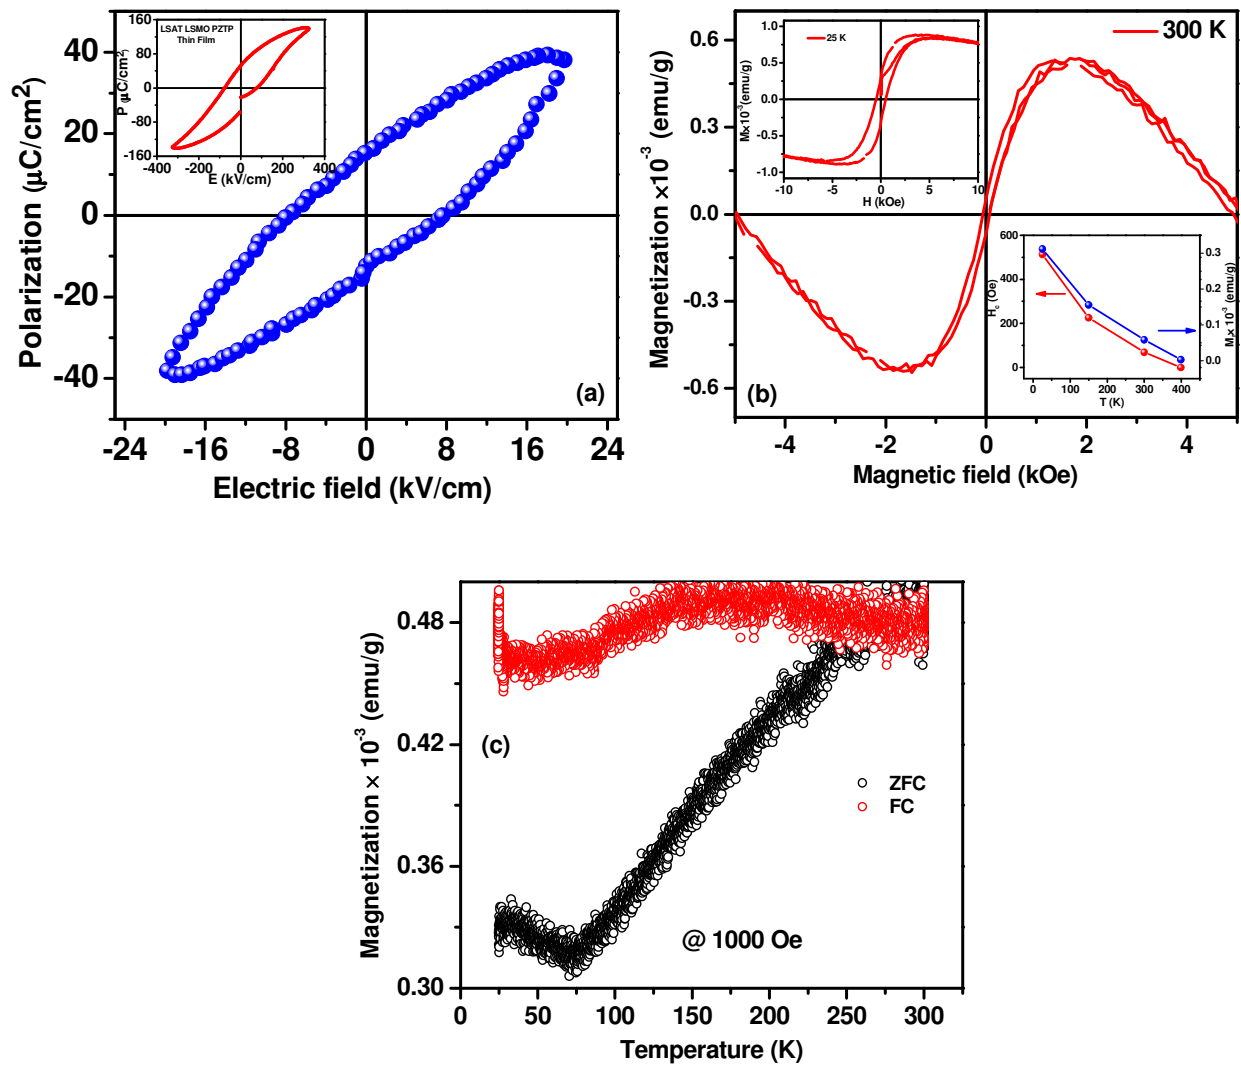 LSAT LSMO PZTP
Thin Film
P (μC/cm²)
160
80
0
-80
-160
-400 -200 0 200 400
E (kV/cm)
Polarization (μC/cm²)
40
20
0
-20
-40
(a)
-24 -16 -8 0 8 16 24
Electric field (kV/cm)
300 K
25 K
M×10⁻³(emu/g)
1.0
0.5
0.0
-0.5
-1.0
-10 -5 0 5 10
H (kOe)
Magnetization ×10⁻³ (emu/g)
0.6
0.3
0.0
-0.3
-0.6
H_c (Oe)
600
400
200
0
0.3
0.2
0.1
0.0
0 50 100 150 200 250 300 350 400 450
T (K)
(b)
-4 -2 0 2 4
Magnetic field (kOe)
Magnetization × 10⁻³ (emu/g)
0.48
0.42
0.36
0.30
(c)
ZFC
FC
@ 1000 Oe
0 50 100 150 200 250 300
Temperature (K)